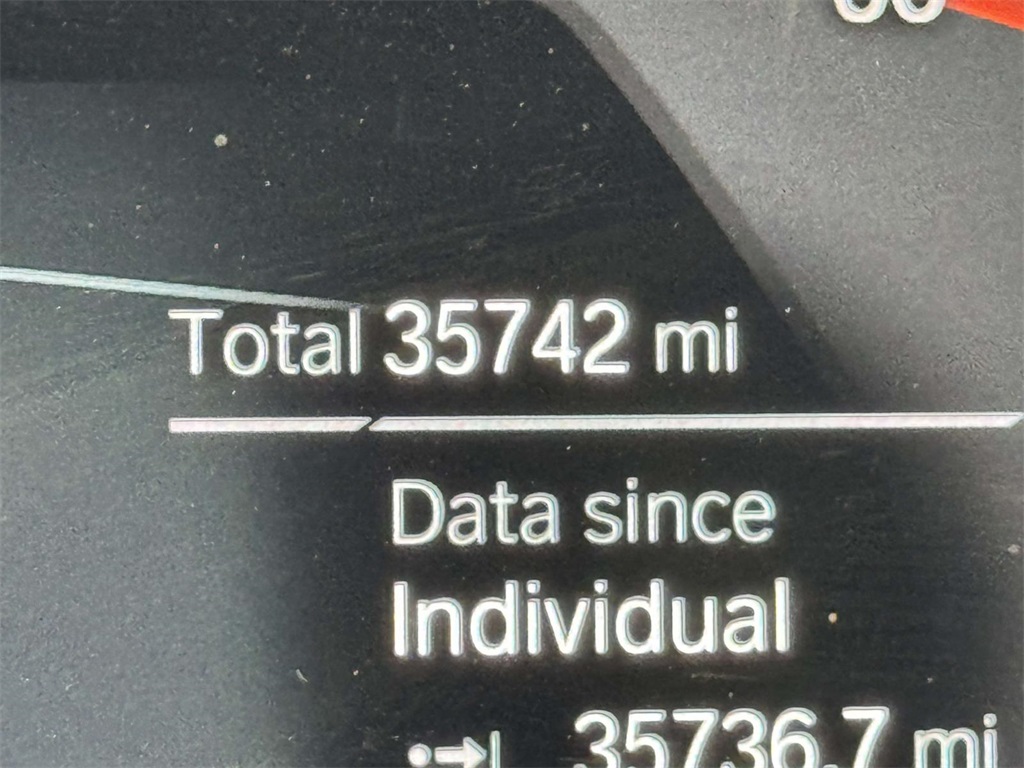 Total 35742 mi
Data since
Individual
35736.7 mi